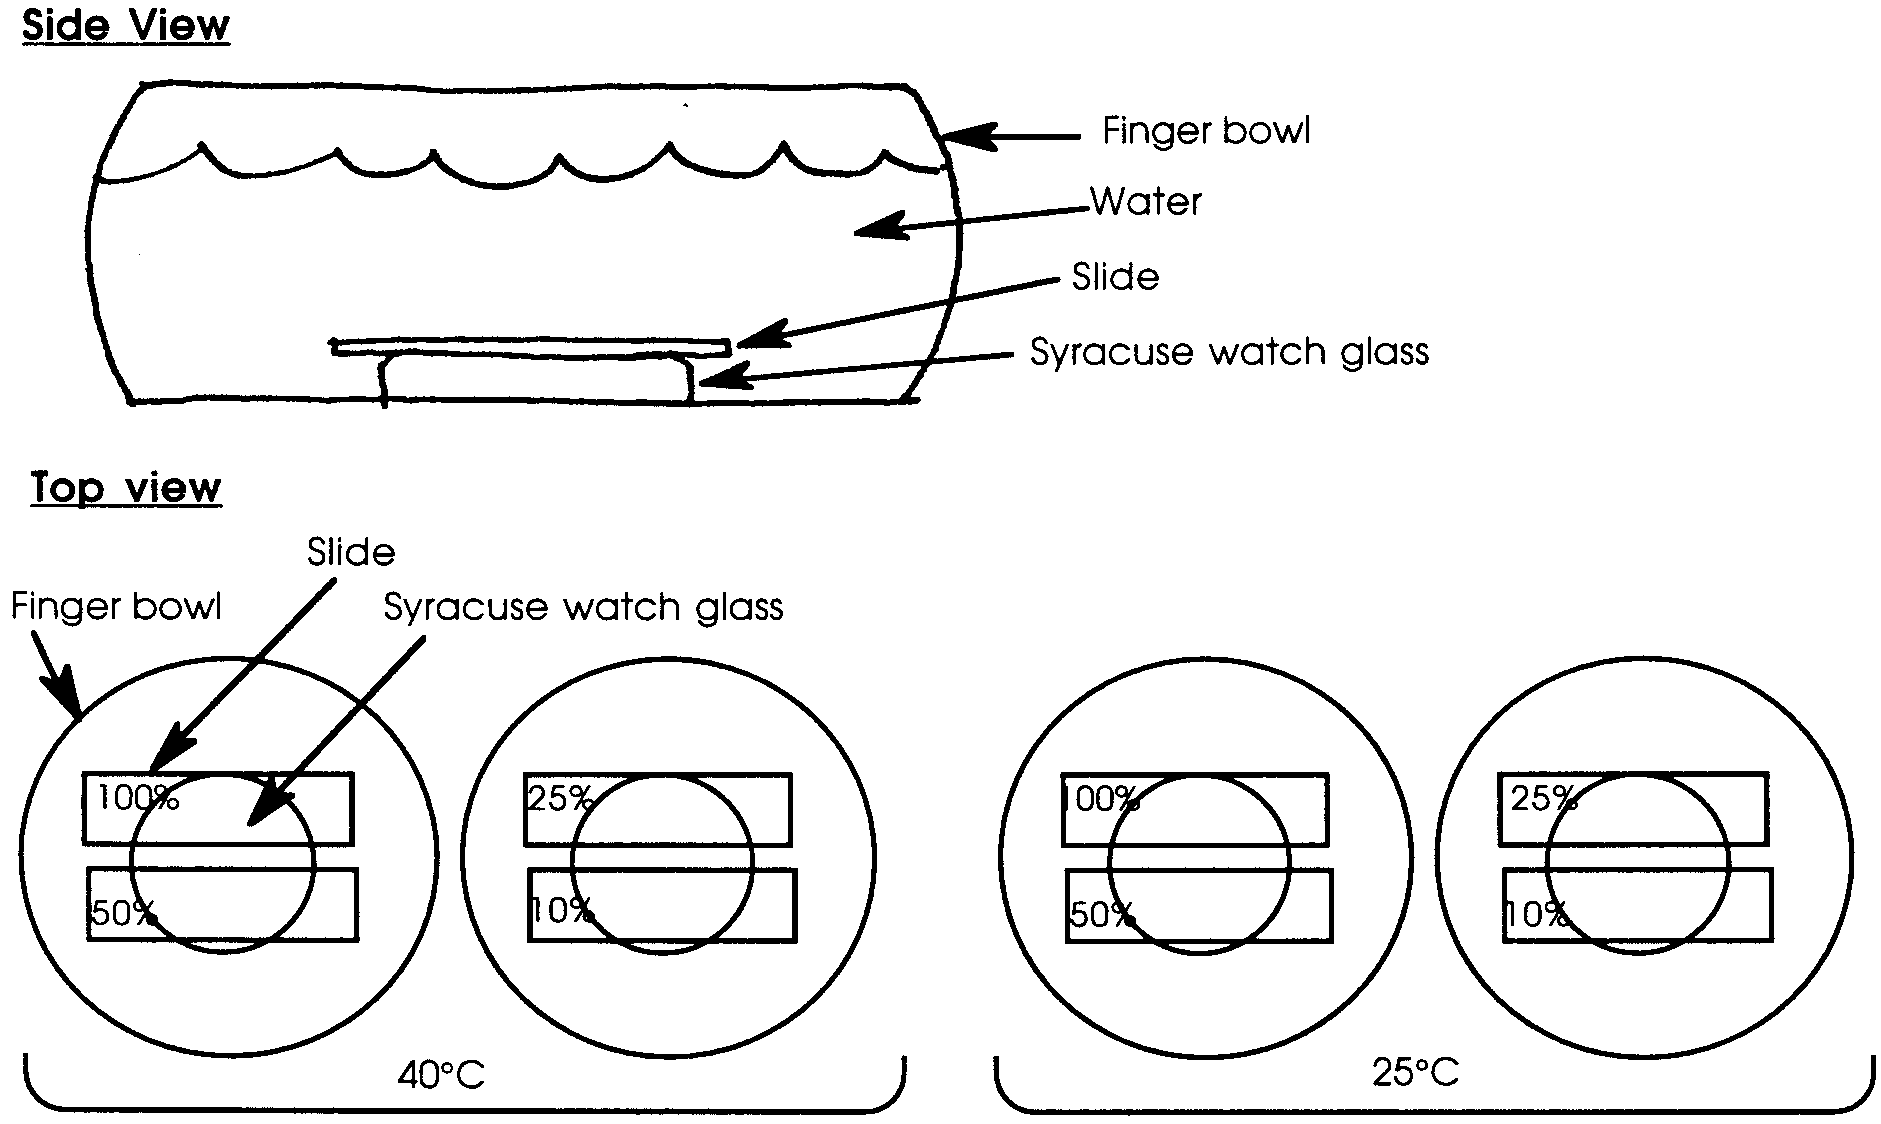 Side View
Finger bowl
Water
Slide
Syracuse watch glass
Top view
Slide
Finger bowl
Syracuse watch glass
100%
25%
100%
25%
50%
10%
50%
10%
40°C
25°C